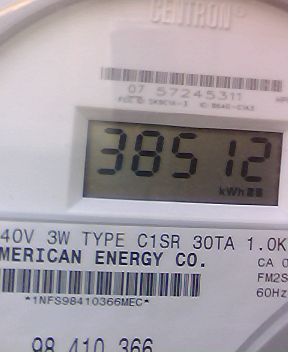 CENTRON®
07 57245311
38512
kWh
40V 3W TYPE C1SR 30TA 1.0K
MERICAN ENERGY CO.
CA 0
FM2S
60Hz
*1NFS98410366MEC*
98 410 366